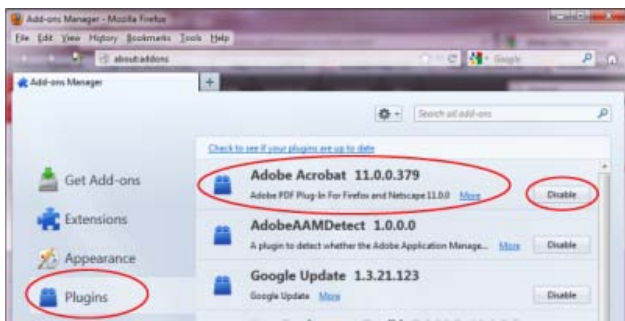 Add-ons Manager - Mozilla Firefox
File Edit View History Bookmarks Tools Help
about:addons
Google
Add-ons Manager
Search all add-ons
Check to see if your plugins are up to date
Get Add-ons
Extensions
Appearance
Plugins
Adobe Acrobat 11.0.0.379
Adobe PDF Plug-In For Firefox and Netscape 11.0.0 More
Disable
AdobeAAMDetect 1.0.0.0
A plugin to detect whether the Adobe Application Manage... More
Disable
Google Update 1.3.21.123
Google Update More
Disable